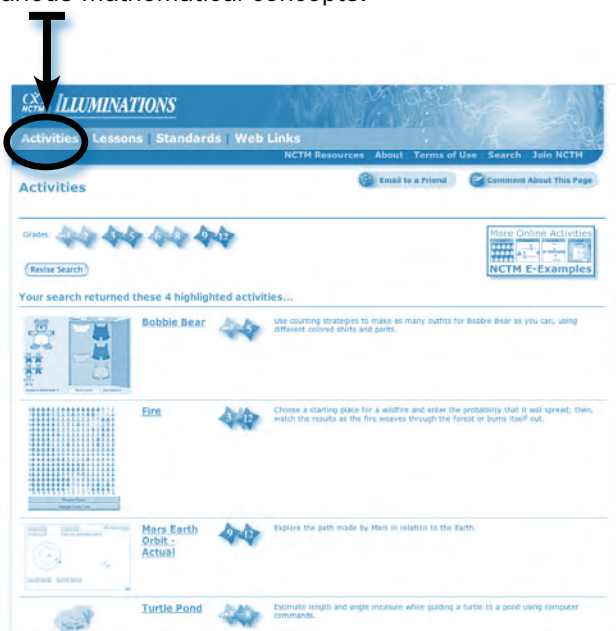 mathematical concepts.
NCTM ILLUMINATIONS
Activities | Lessons | Standards | Web Links
NCTM Resources About Terms of Use Search Join NCTM
Activities
Email to a Friend
Comment About This Page
Grades: 3-5 6-8 9-12
More Online Activities
NCTM E-Examples
Revise Search
Your search returned these 4 highlighted activities...
Bobbie Bear
Use counting strategies to make as many outfits for Bobbie Bear as you can, using
different colored shirts and pants.
Fire
Choose a starting place for a wildfire and enter the probability that it will spread; then,
watch the results as the fire weaves through the forest or burns itself out.
Mars Earth
Orbit -
Actual
9-12
Explore the path made by Mars in relation to the Earth.
Turtle Pond
Estimate length and angle measure while guiding a turtle to a pond using computer
commands.